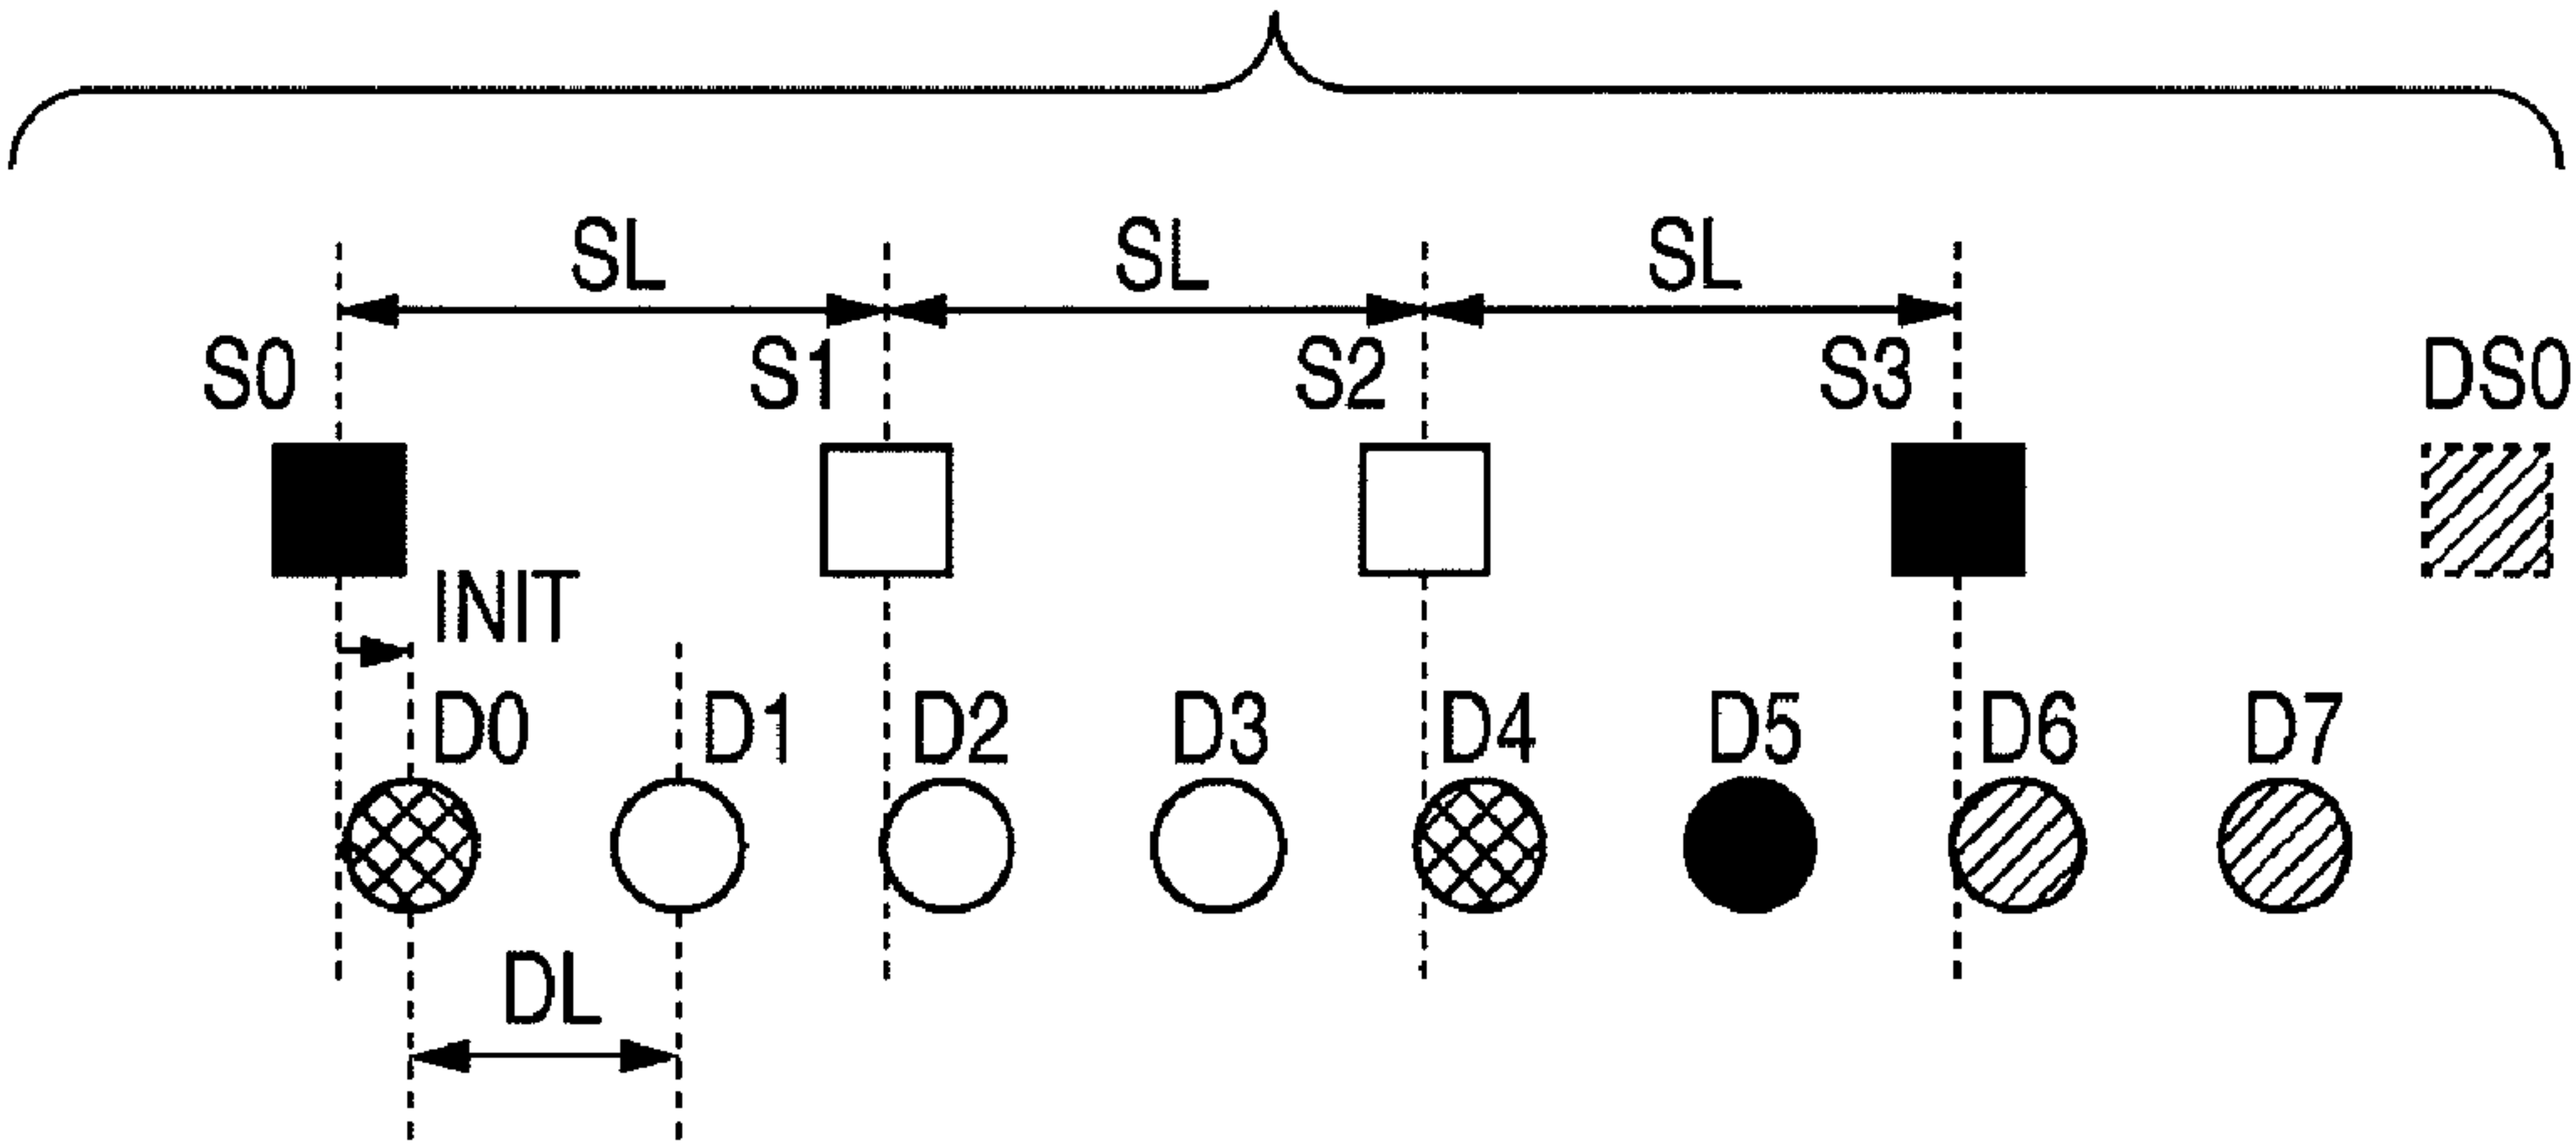 SL SL SL
S0 S1 S2 S3 DS0
INIT
D0 D1 D2 D3 D4 D5 D6 D7
DL